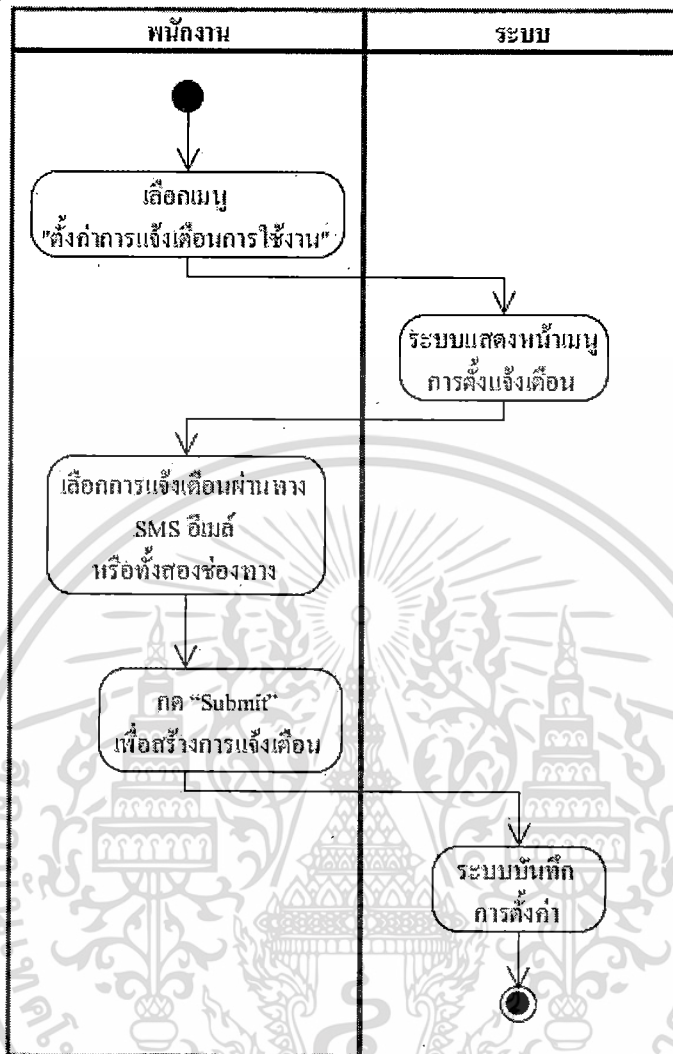 พนักงาน
ระบบ
เลือกเมนู
"ตั้งค่าการแจ้งเตือนการใช้งาน"
ระบบแสดงหน้าเมนู
การตั้งแจ้งเตือน
เลือกการแจ้งเตือนผ่านทาง
SMS อีเมล์
หรือทั้งสองช่องทาง
กด “Submit”
เพื่อสร้างการแจ้งเตือน
ระบบบันทึก
การตั้งค่า